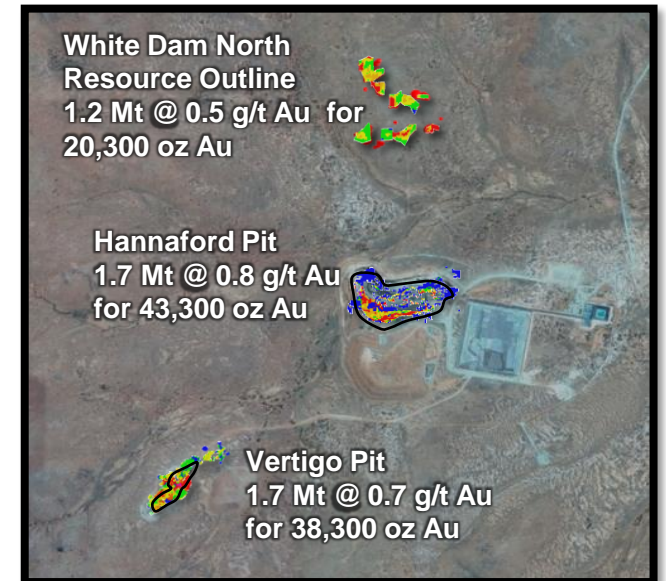 White Dam North
Resource Outline
1.2 Mt @ 0.5 g/t Au for
20,300 oz Au
Hannaford Pit
1.7 Mt @ 0.8 g/t Au
for 43,300 oz Au
Vertigo Pit
1.7 Mt @ 0.7 g/t Au
for 38,300 oz Au